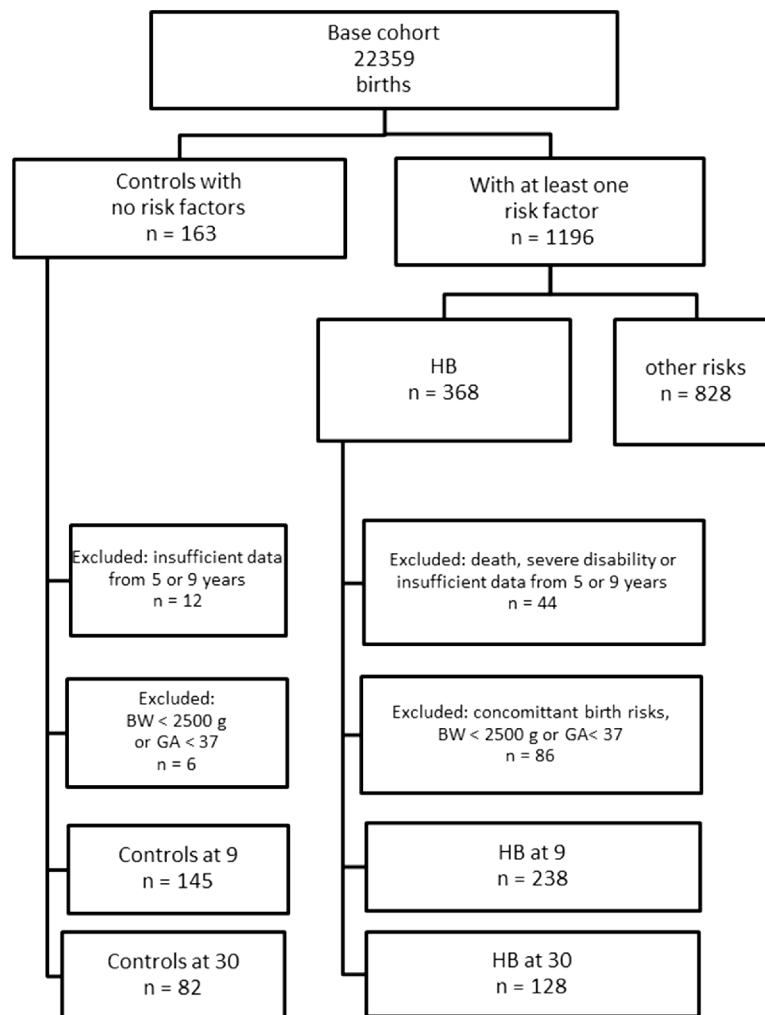 Base cohort
22359
births
Controls with
no risk factors
n = 163
With at least one
risk factor
n = 1196
HB
n = 368
other risks
n = 828
Excluded: insufficient data
from 5 or 9 years
n = 12
Excluded: death, severe disability or
insufficient data from 5 or 9 years
n = 44
Excluded:
BW < 2500 g
or GA < 37
n = 6
Excluded: concomittant birth risks,
BW < 2500 g or GA< 37
n = 86
Controls at 9
n = 145
HB at 9
n = 238
Controls at 30
n = 82
HB at 30
n = 128